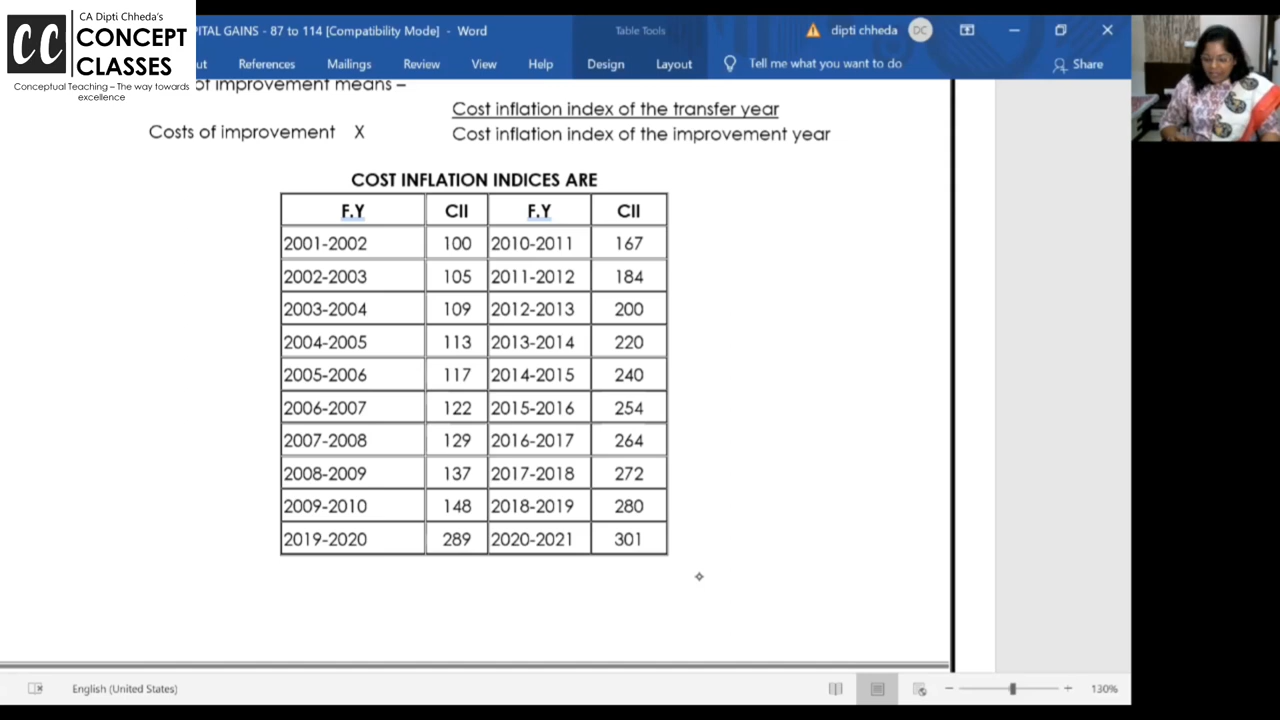 CA Dipti Chheda's
CC CONCEPT
CLASSES
Conceptual Teaching – The way towards
excellence
PITAL GAINS - 87 to 114 [Compatibility Mode] - Word
Table Tools
dipti chheda DC
ut References Mailings Review View Help Design Layout Tell me what you want to do Share
of improvement means –
Cost inflation index of the transfer year
Costs of improvement X
Cost inflation index of the improvement year
COST INFLATION INDICES ARE
F.Y CII F.Y CII
2001-2002 100 2010-2011 167
2002-2003 105 2011-2012 184
2003-2004 109 2012-2013 200
2004-2005 113 2013-2014 220
2005-2006 117 2014-2015 240
2006-2007 122 2015-2016 254
2007-2008 129 2016-2017 264
2008-2009 137 2017-2018 272
2009-2010 148 2018-2019 280
2019-2020 289 2020-2021 301
English (United States) 130%